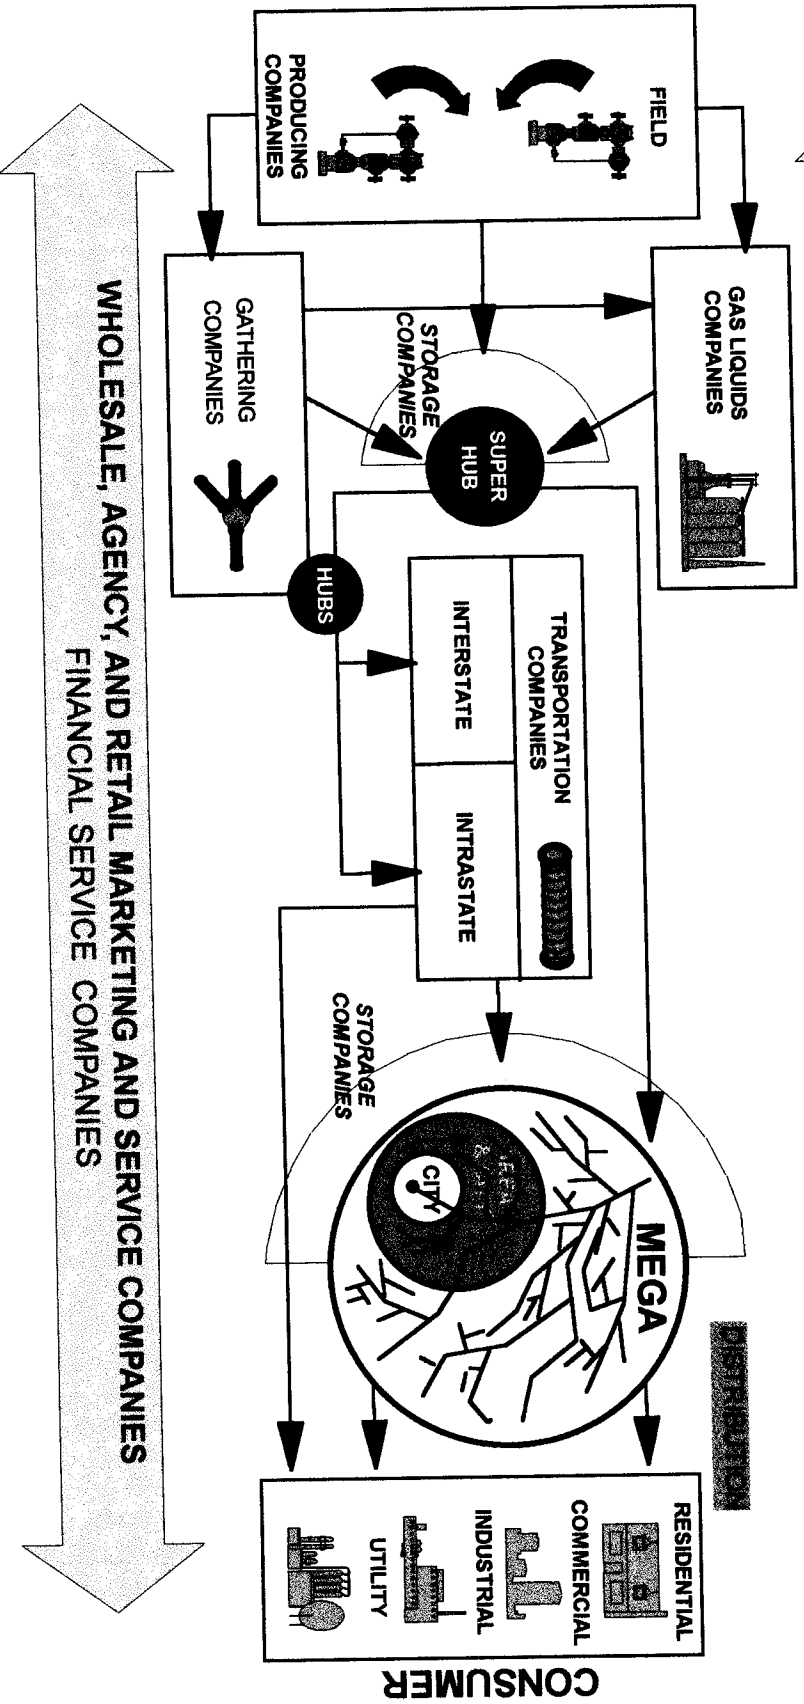 FIELD
PRODUCING
COMPANIES
GAS LIQUIDS
COMPANIES
STORAGE
COMPANIES
GATHERING
COMPANIES
SUPER
HUB
HUBS
TRANSPORTATION
COMPANIES
INTERSTATE
INTRASTATE
STORAGE
COMPANIES
MEGA
CITY
DISTRIBUTION
RESIDENTIAL
COMMERCIAL
INDUSTRIAL
UTILITY
CONSUMER
WHOLESALE, AGENCY, AND RETAIL MARKETING AND SERVICE COMPANIES
FINANCIAL SERVICE COMPANIES